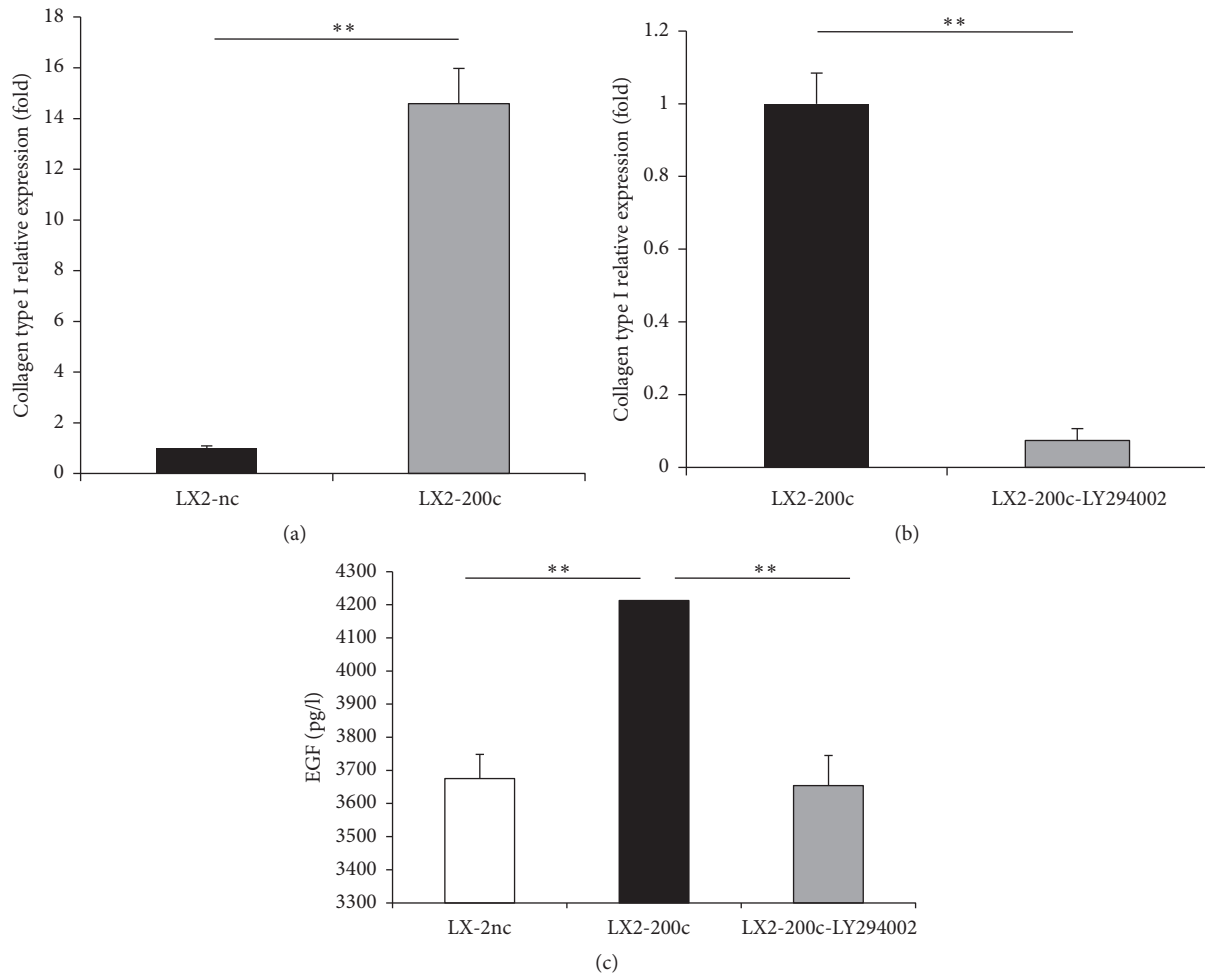 Collagen type I relative expression (fold)
18
16
14
12
10
8
6
4
2
0
**
LX2-nc
LX2-200c
(a)
Collagen type I relative expression (fold)
1.2
1
0.8
0.6
0.4
0.2
0
**
LX2-200c
LX2-200c-LY294002
(b)
EGF (pg/l)
4300
4200
4100
4000
3900
3800
3700
3600
3500
3400
3300
**
**
LX-2nc
LX2-200c
LX2-200c-LY294002
(c)